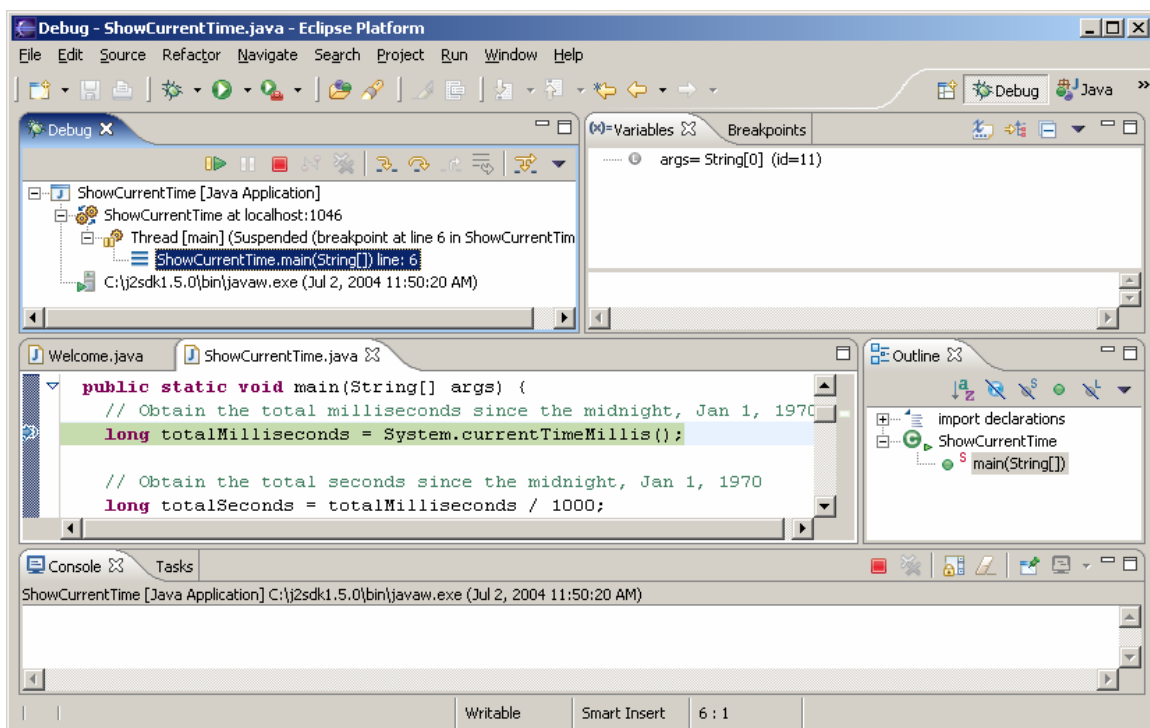 Debug - ShowCurrentTime.java - Eclipse Platform
File Edit Source Refactor Navigate Search Project Run Window Help
Debug Java »
Debug
ShowCurrentTime [Java Application]
ShowCurrentTime at localhost:1046
Thread [main] (Suspended (breakpoint at line 6 in ShowCurrentTim
ShowCurrentTime.main(String[]) line: 6
C:\j2sdk1.5.0\bin\javaw.exe (Jul 2, 2004 11:50:20 AM)
(x)= Variables Breakpoints
args= String[0] (id=11)
Welcome.java ShowCurrentTime.java
public static void main(String[] args) {
// Obtain the total milliseconds since the midnight, Jan 1, 1970
long totalMilliseconds = System.currentTimeMillis();
// Obtain the total seconds since the midnight, Jan 1, 1970
long totalSeconds = totalMilliseconds / 1000;
Outline
import declarations
ShowCurrentTime
S main(String[])
Console Tasks
ShowCurrentTime [Java Application] C:\j2sdk1.5.0\bin\javaw.exe (Jul 2, 2004 11:50:20 AM)
Writable Smart Insert 6 : 1